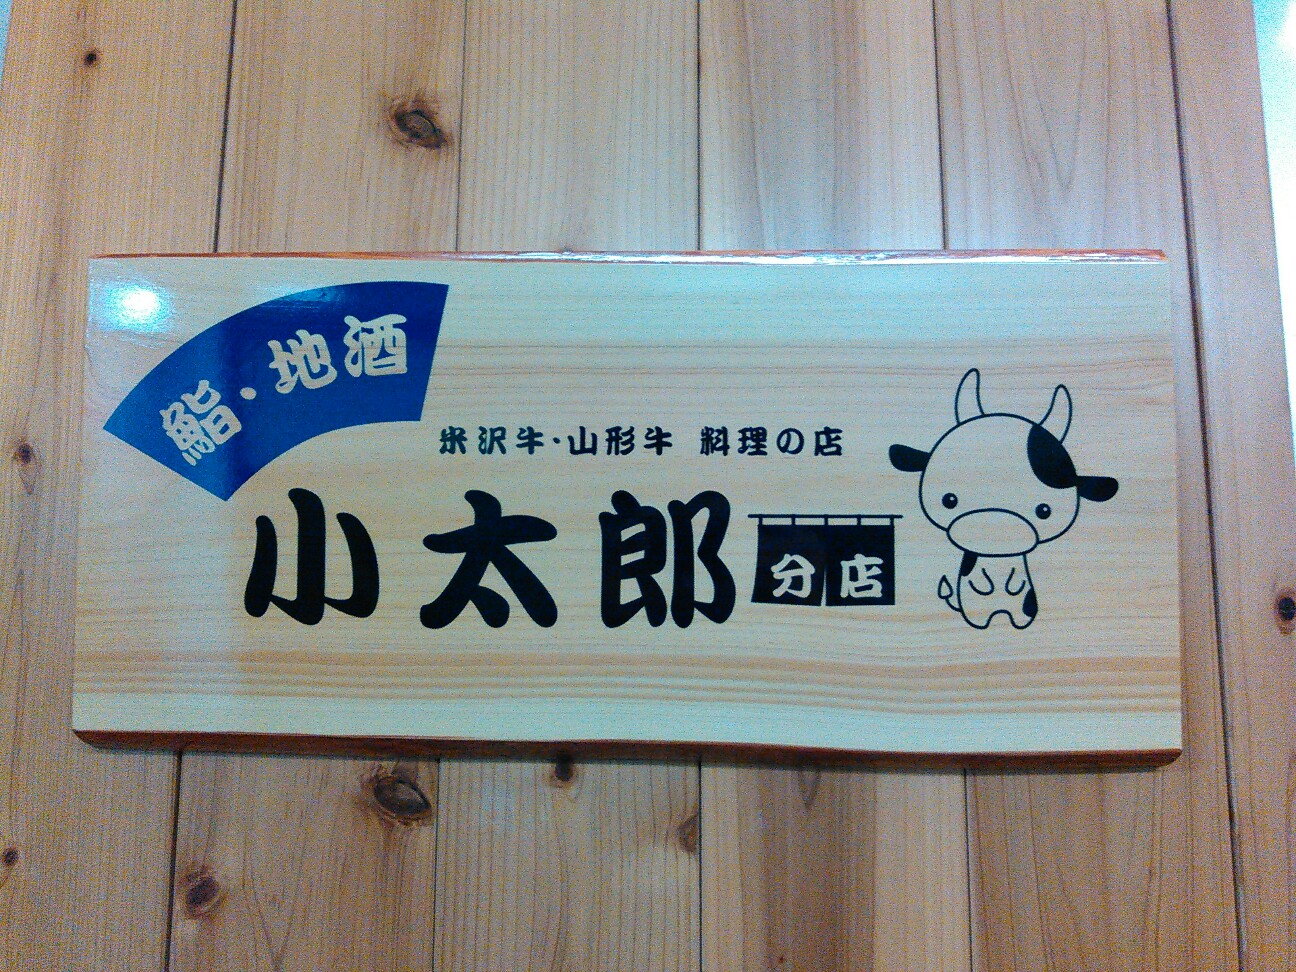 鮨・地酒
米沢牛・山形牛 料理の店
小太郎 分店